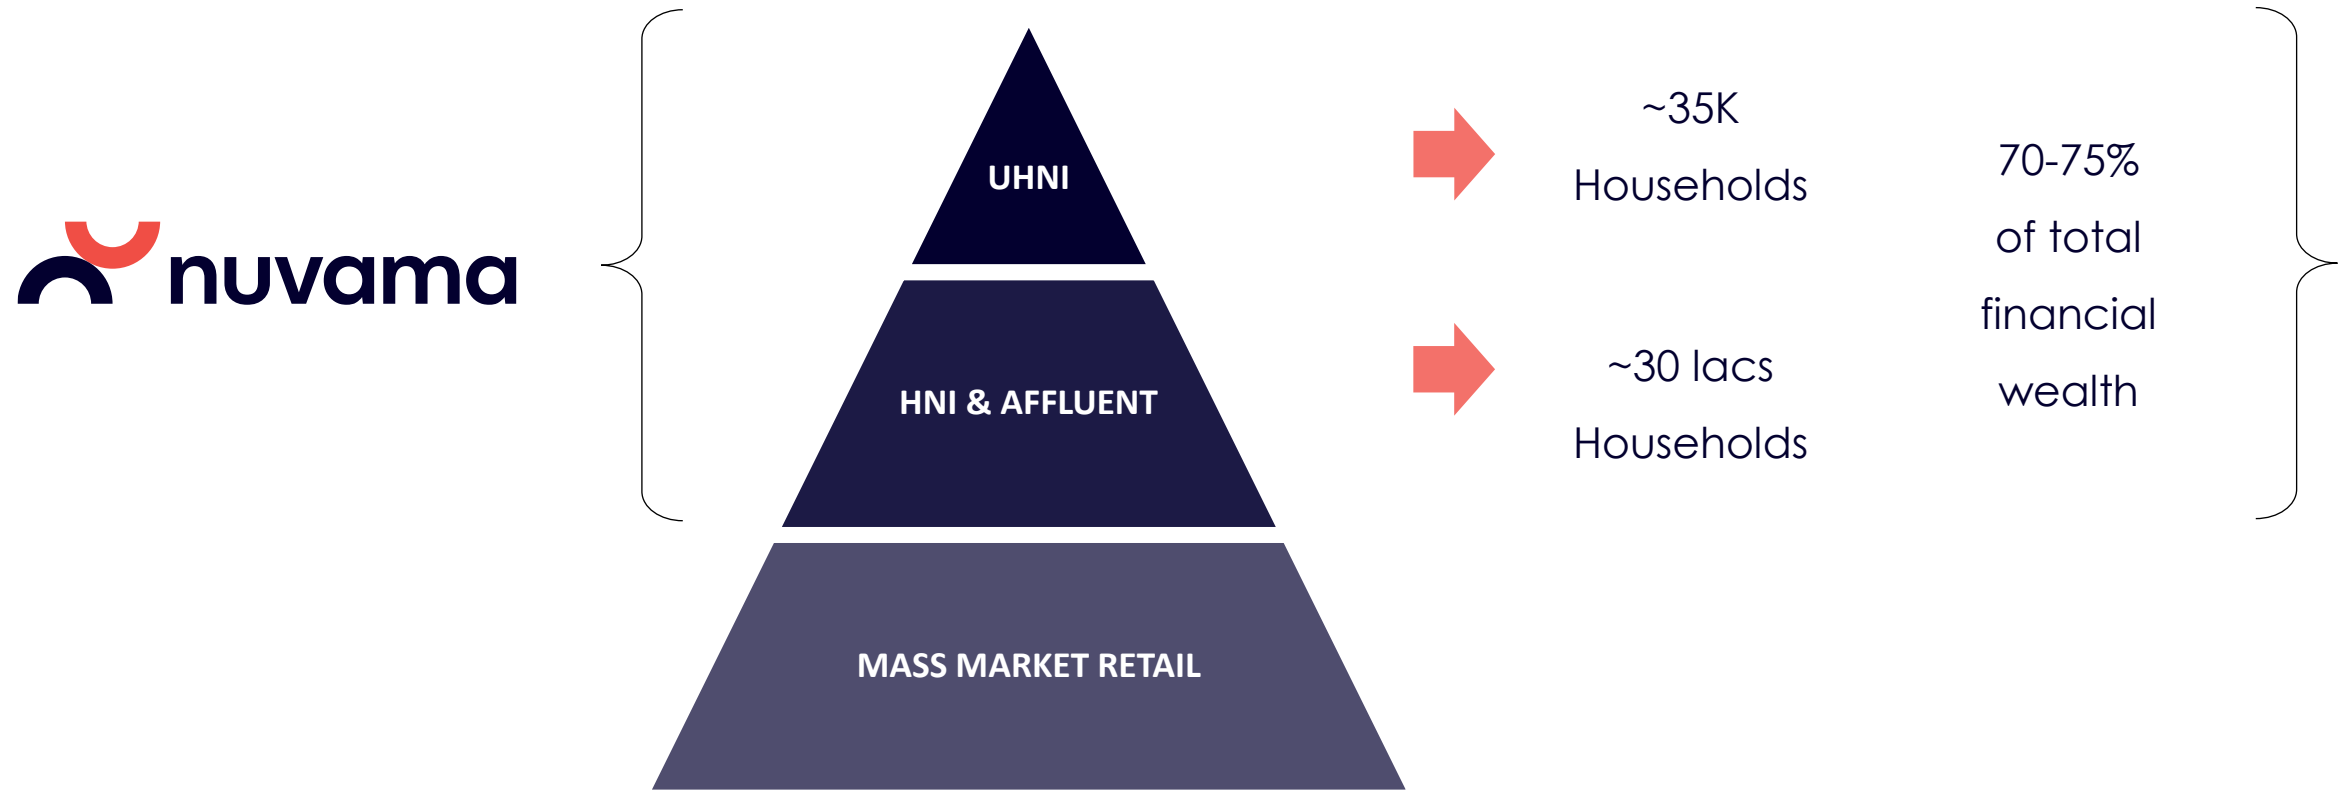 nuvama
UHNI
HNI & AFFLUENT
MASS MARKET RETAIL
~35K
Households
~30 lacs
Households
70-75%
of total
financial
wealth